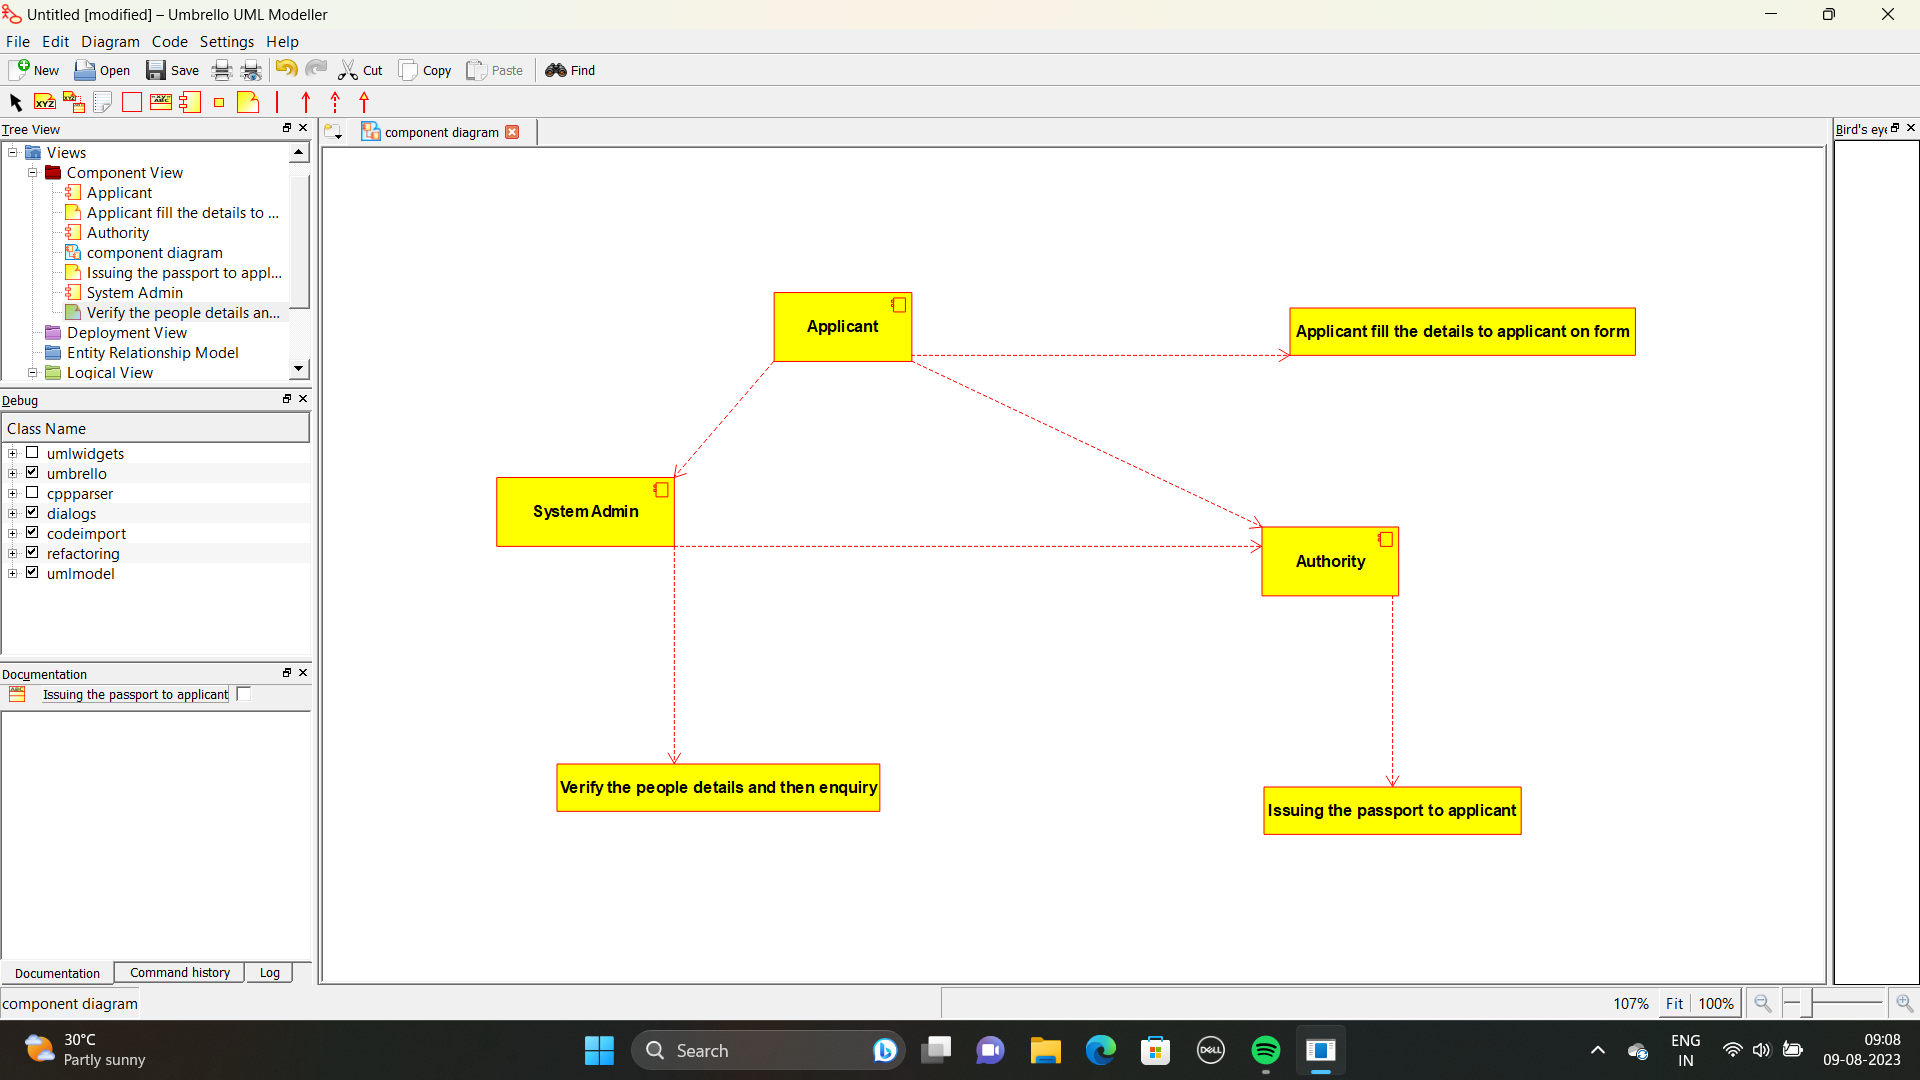 Untitled [modified] – Umbrello UML Modeller
File Edit Diagram Code Settings Help
New Open Save Cut Copy Paste Find
XYZ XYZ ABC
Tree View
component diagram
Bird's eye
Views
Component View
Applicant
Applicant fill the details to ...
Authority
component diagram
Issuing the passport to appl...
System Admin
Verify the people details an...
Deployment View
Entity Relationship Model
Logical View
Debug
Class Name
umlwidgets
umbrello
cppparser
dialogs
codeimport
refactoring
umlmodel
Documentation
Issuing the passport to applicant
Documentation Command history Log
component diagram
Applicant
Applicant fill the details to applicant on form
System Admin
Authority
Verify the people details and then enquiry
Issuing the passport to applicant
107% Fit 100%
30°C
Partly sunny
Search
DELL
ENG
IN
09:08
09-08-2023